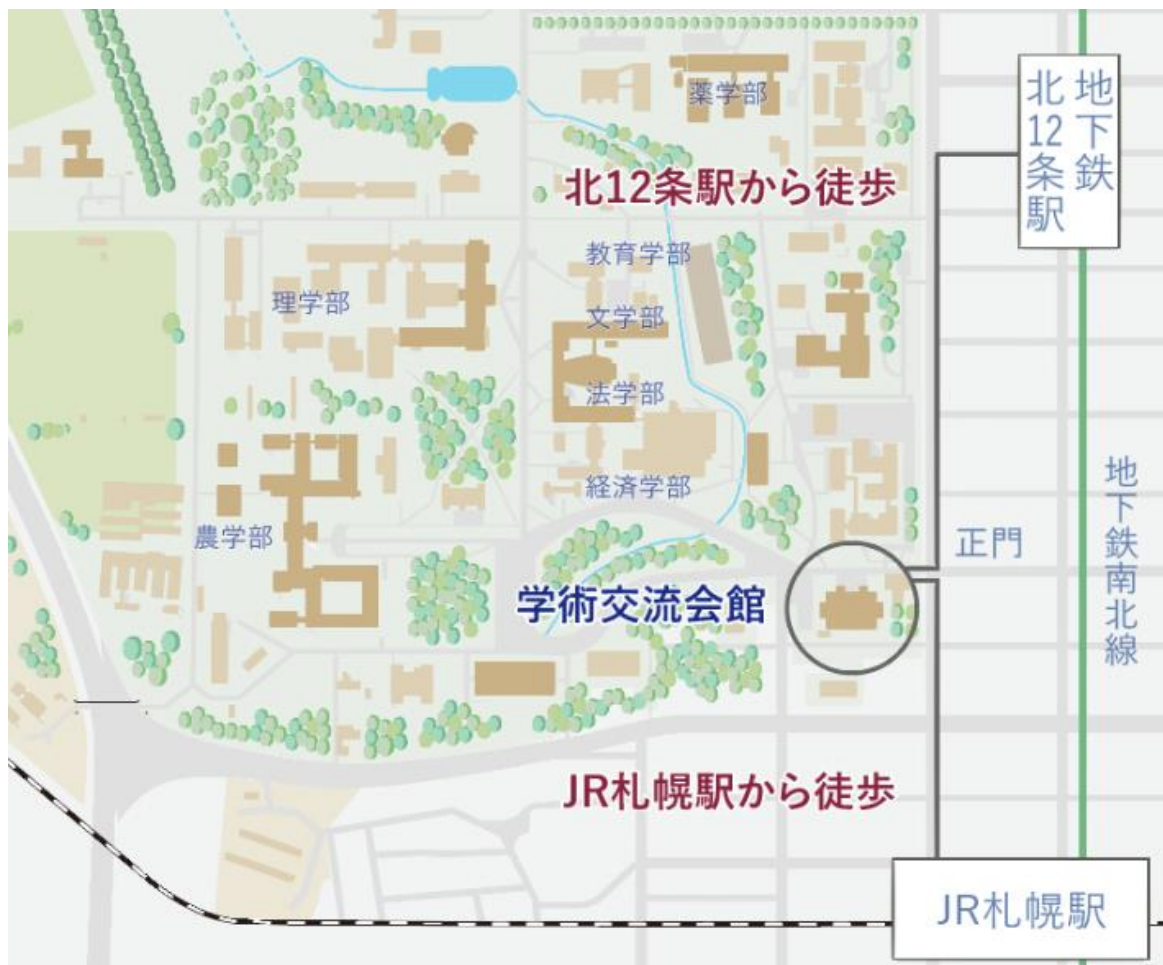 薬学部
地下鉄
北12条駅
北12条駅から徒歩
教育学部
理学部
文学部
法学部
経済学部
農学部
正門
地下鉄南北線
学術交流会館
JR札幌駅から徒歩
JR札幌駅